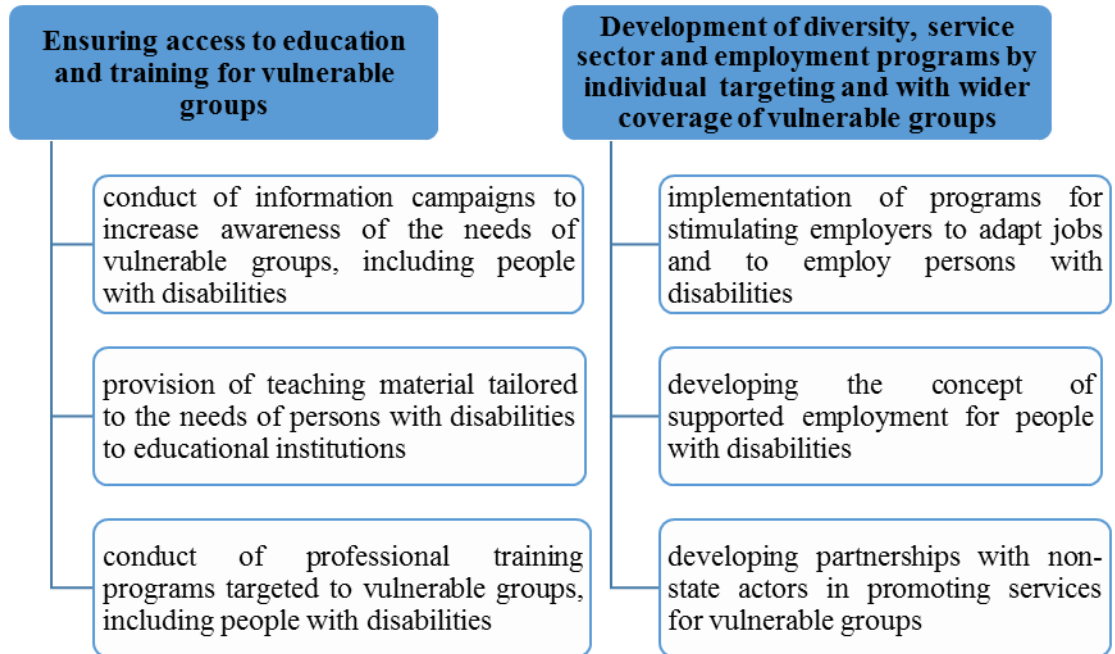 Ensuring access to education
and training for vulnerable
groups
conduct of information campaigns to
increase awareness of the needs of
vulnerable groups, including people
with disabilities
provision of teaching material tailored
to the needs of persons with disabilities
to educational institutions
conduct of professional training
programs targeted to vulnerable groups,
including people with disabilities
Development of diversity, service
sector and employment programs by
individual targeting and with wider
coverage of vulnerable groups
implementation of programs for
stimulating employers to adapt jobs
and to employ persons with
disabilities
developing the concept of
supported employment for people
with disabilities
developing partnerships with non-
state actors in promoting services
for vulnerable groups